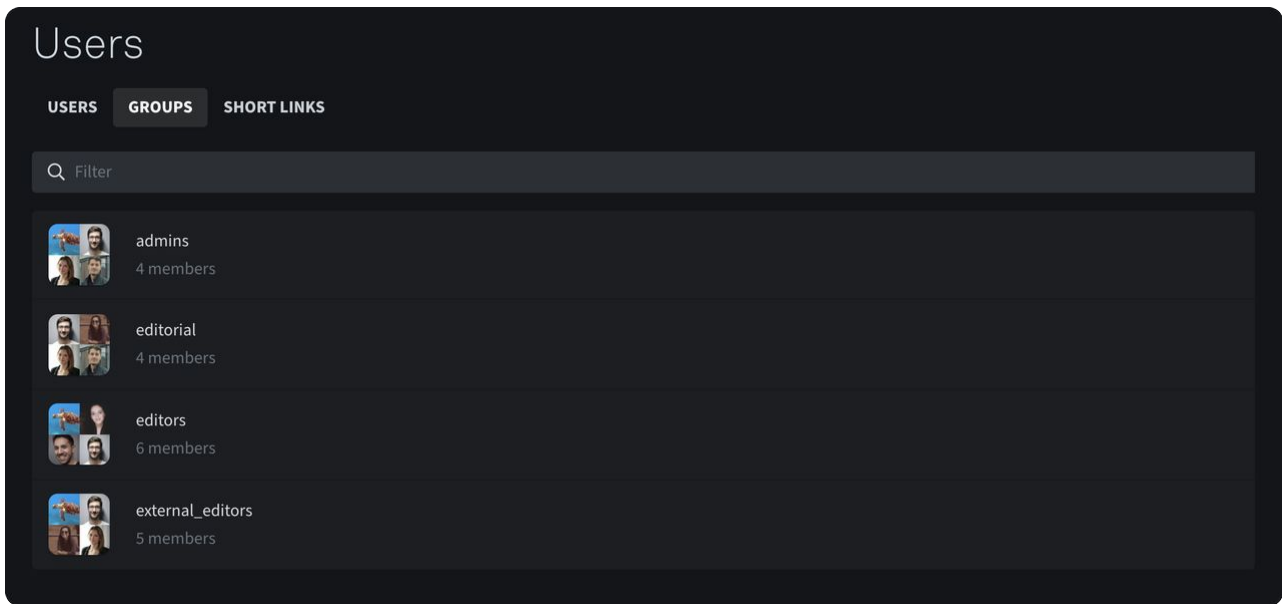 Users
USERS GROUPS SHORT LINKS
Filter
admins
4 members
editorial
4 members
editors
6 members
external_editors
5 members